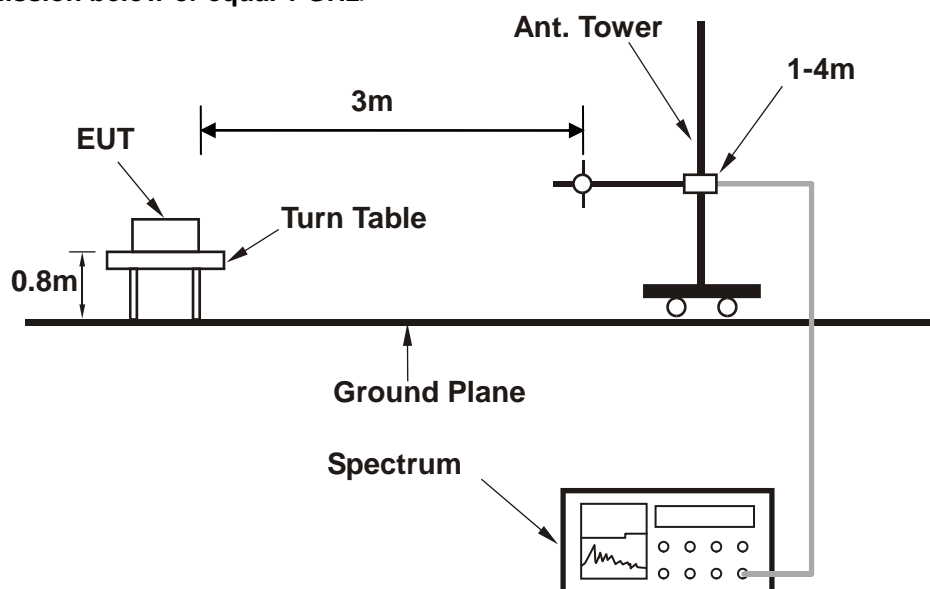 Ant. Tower
1-4m
3m
EUT
Turn Table
0.8m
Ground Plane
Spectrum